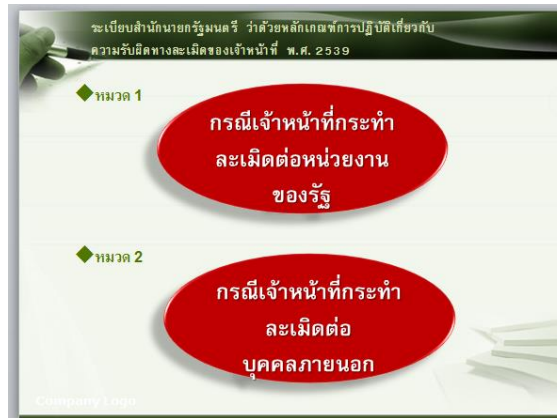 ระเบียบสำนักนายกรัฐมนตรี ว่าด้วยหลักเกณฑ์การปฏิบัติเกี่ยวกับ
ความรับผิดทางละเมิดของเจ้าหน้าที่ พ.ศ. 2539
หมวด 1
กรณีเจ้าหน้าที่กระทำ
ละเมิดต่อหน่วยงาน
ของรัฐ
หมวด 2
กรณีเจ้าหน้าที่กระทำ
ละเมิดต่อ
บุคคลภายนอก
Company Logo